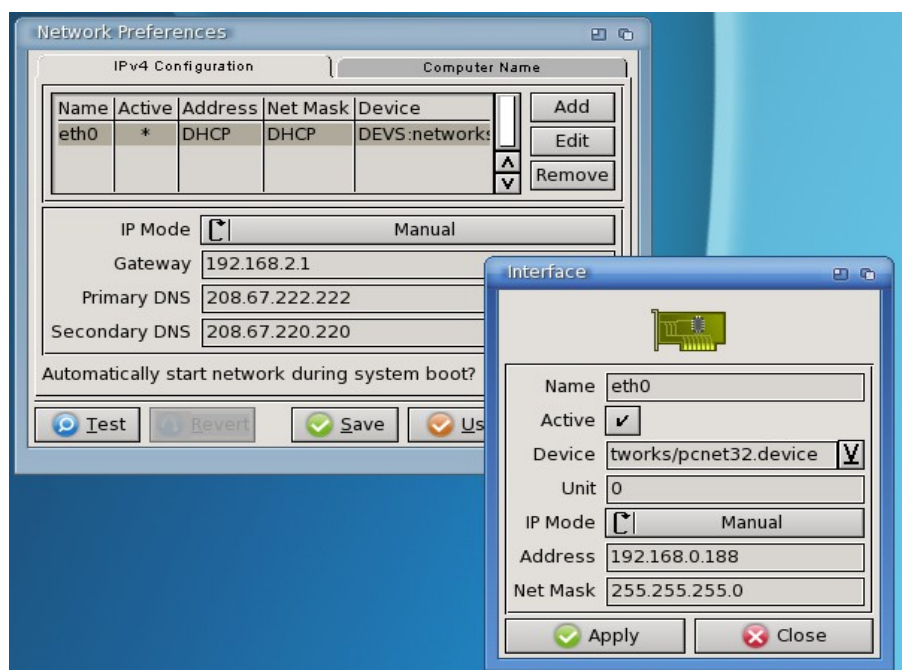 Network Preferences
IPv4 Configuration Computer Name
Name Active Address Net Mask Device
eth0 * DHCP DHCP DEVS:networks
Add
Edit
Remove
IP Mode Manual
Gateway 192.168.2.1
Primary DNS 208.67.222.222
Secondary DNS 208.67.220.220
Automatically start network during system boot?
Test Revert Save Us
Interface
Name eth0
Active
Device tworks/pcnet32.device
Unit 0
IP Mode Manual
Address 192.168.0.188
Net Mask 255.255.255.0
Apply Close